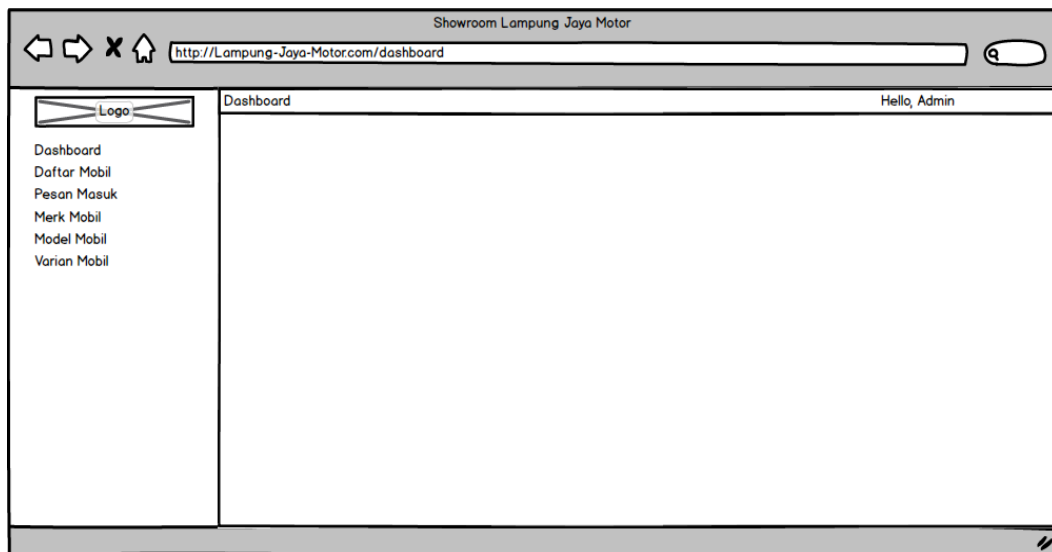 Showroom Lampung Jaya Motor
http://Lampung-Jaya-Motor.com/dashboard
Logo
Dashboard
Hello, Admin
Dashboard
Daftar Mobil
Pesan Masuk
Merk Mobil
Model Mobil
Varian Mobil